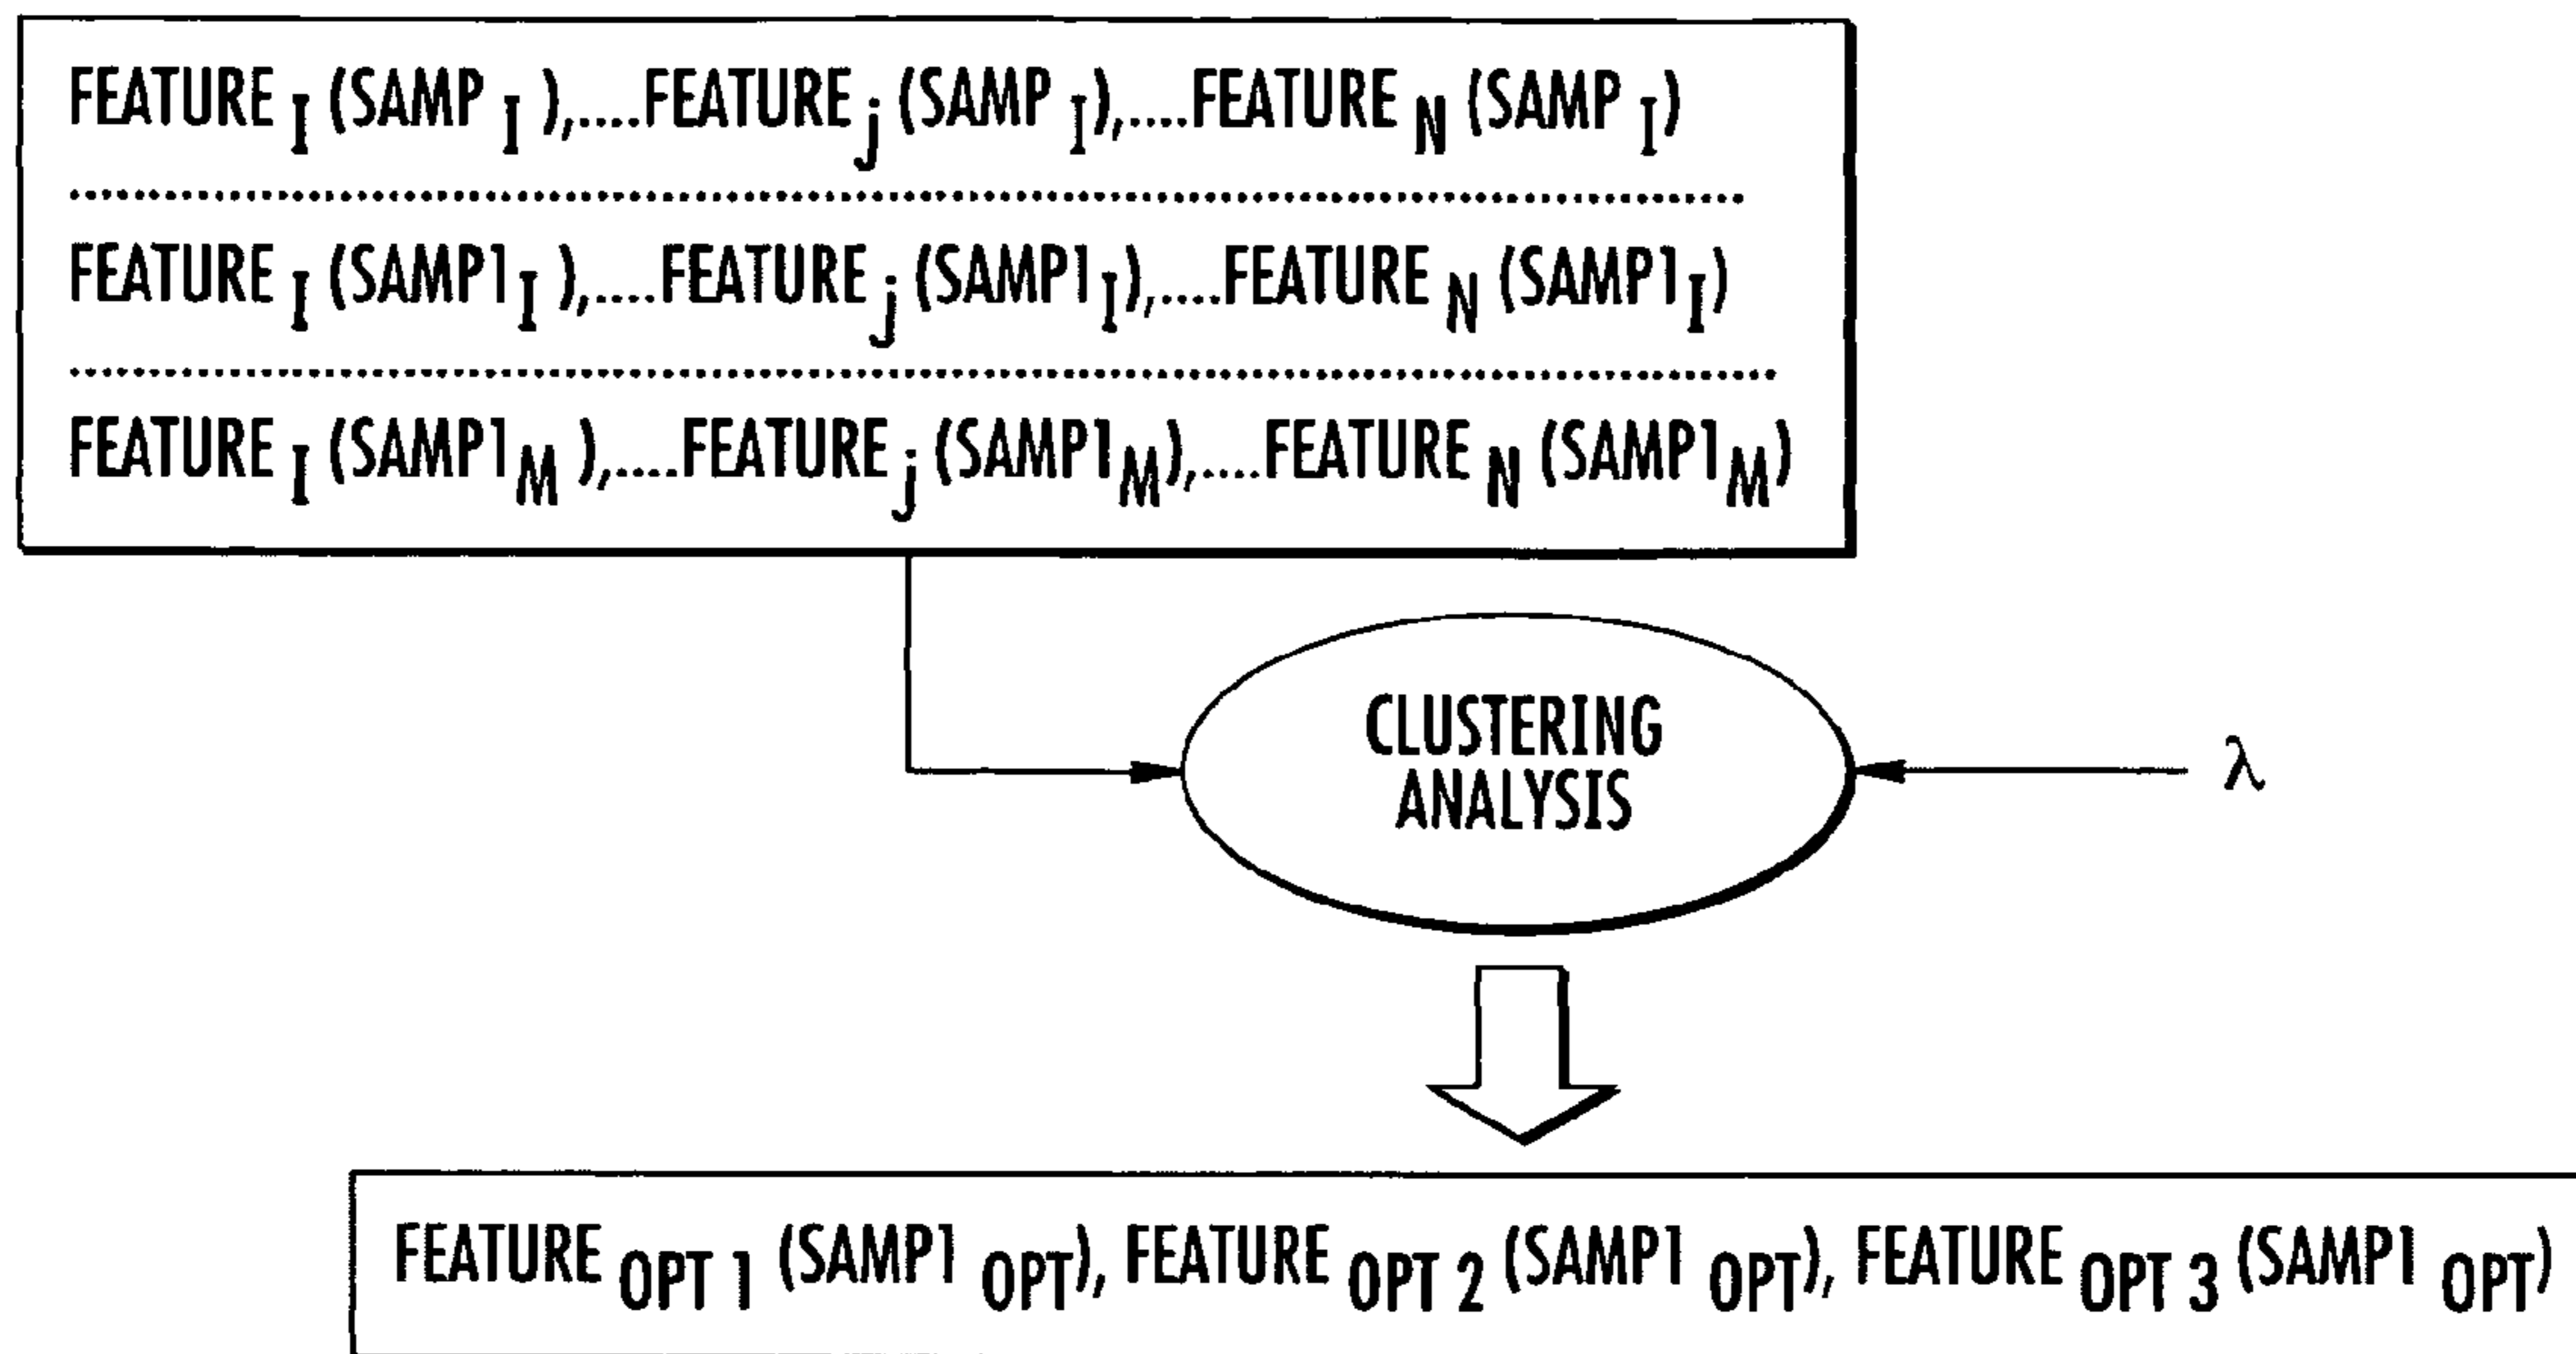 FEATURE I (SAMP I ),....FEATURE j (SAMP I),....FEATURE N (SAMP I)
FEATURE I (SAMP1 I ),....FEATURE j (SAMP1 I),....FEATURE N (SAMP1 I)
FEATURE I (SAMP1 M ),....FEATURE j (SAMP1 M),....FEATURE N (SAMP1 M)
CLUSTERING
ANALYSIS
λ
FEATURE OPT 1 (SAMP1 OPT), FEATURE OPT 2 (SAMP1 OPT), FEATURE OPT 3 (SAMP1 OPT)